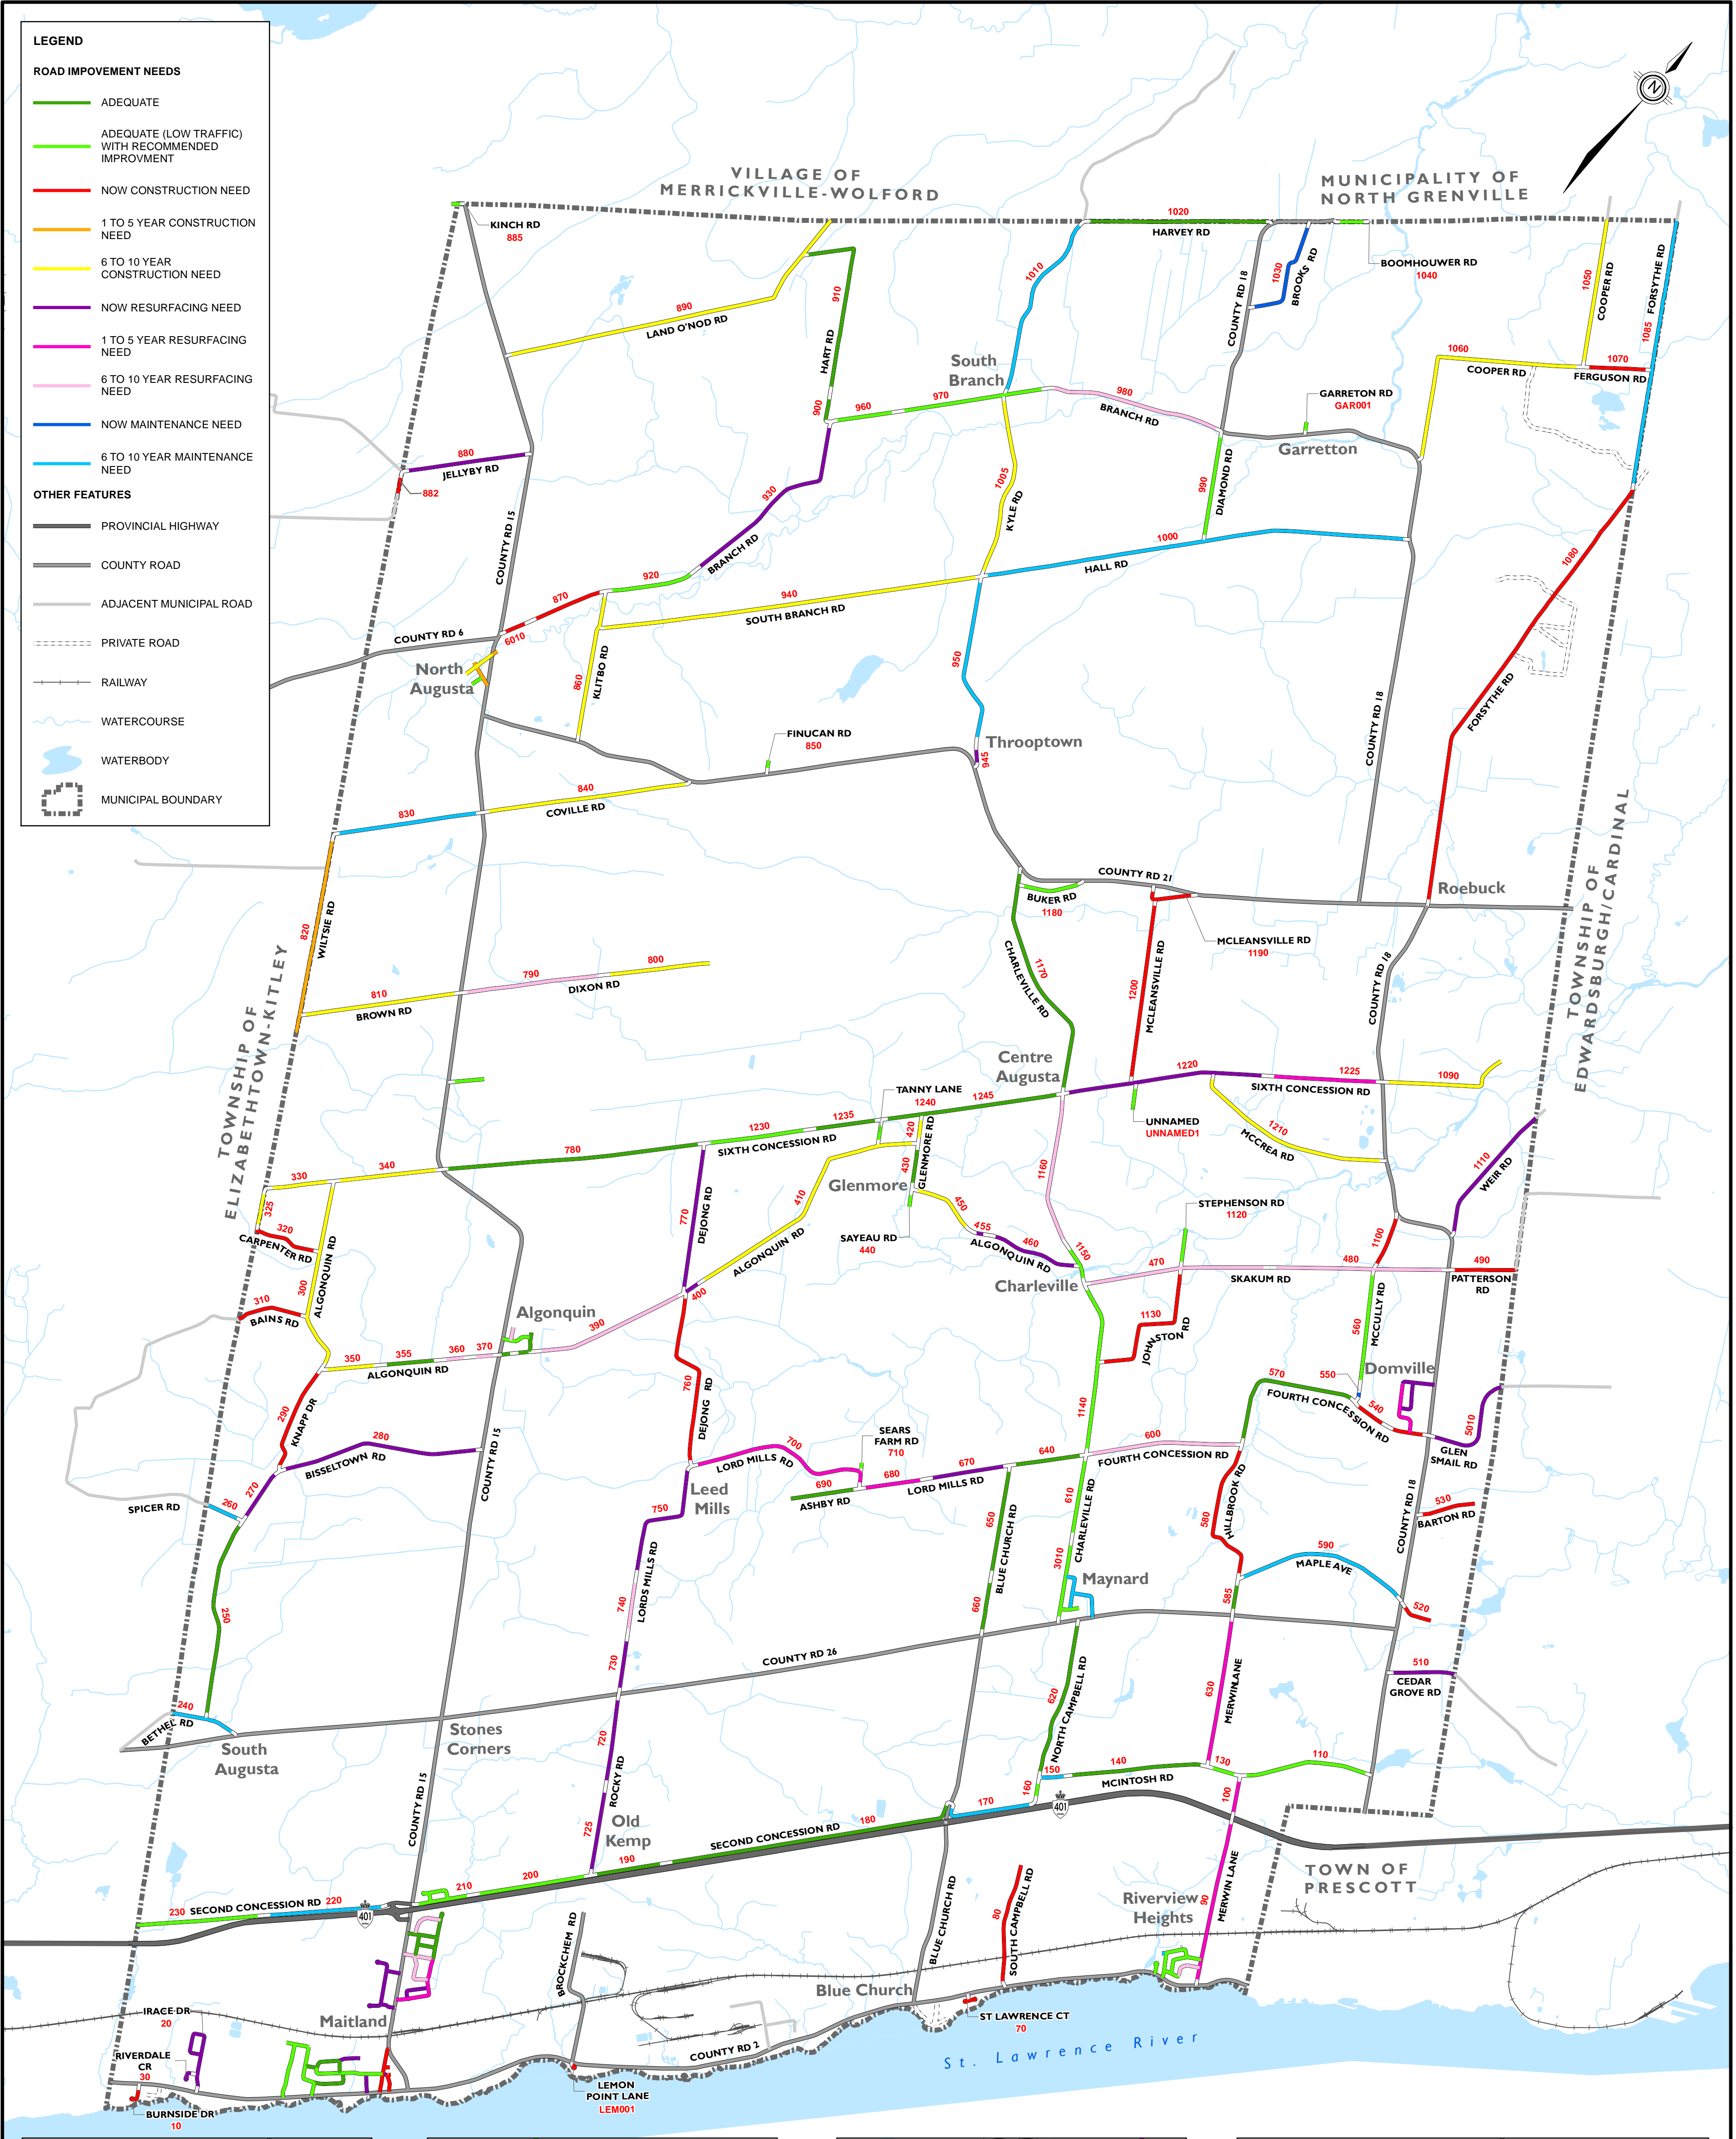 LEGEND
ROAD IMPOVEMENT NEEDS
ADEQUATE
ADEQUATE (LOW TRAFFIC)
WITH RECOMMENDED
IMPROVMENT
NOW CONSTRUCTION NEED
1 TO 5 YEAR CONSTRUCTION
NEED
6 TO 10 YEAR
CONSTRUCTION NEED
NOW RESURFACING NEED
1 TO 5 YEAR RESURFACING
NEED
6 TO 10 YEAR RESURFACING
NEED
NOW MAINTENANCE NEED
6 TO 10 YEAR MAINTENANCE
NEED
OTHER FEATURES
PROVINCIAL HIGHWAY
COUNTY ROAD
ADJACENT MUNICIPAL ROAD
PRIVATE ROAD
RAILWAY
WATERCOURSE
WATERBODY
MUNICIPAL BOUNDARY
N
VILLAGE OF
MERRICKVILLE-WOLFORD
MUNICIPALITY OF
NORTH GRENVILLE
KINCH RD
885
1020
HARVEY RD
1010
1030
BROOKS RD
COUNTY RD 18
BOOMHOUWER RD
1040
1050
COOPER RD
FORSYTHE RD
1085
890
LAND O'NOD RD
910
HART RD
900
South
Branch
960
970
980
BRANCH RD
GARRETON RD
GAR001
Garretton
1060
COOPER RD
1070
FERGUSON RD
880
JELLYBY RD
882
COUNTY RD 15
930
BRANCH RD
1005
KYLE RD
990
DIAMOND RD
1000
HALL RD
1080
FORSYTHE RD
920
870
6010
COUNTY RD 6
940
SOUTH BRANCH RD
North
Augusta
860
KLITBO RD
950
Throoptown
945
FINUCAN RD
850
COUNTY RD 18
830
840
COVILLE RD
820
WILTSIE RD
COUNTY RD 21
BUKER RD
1180
Roebuck
MCLEANSVILLE RD
1190
1200
MCLEANSVILLE RD
1170
CHARLEVILLE RD
COUNTY RD 18
TOWNSHIP OF
EDWARDSBURGH/CARDINAL
TOWNSHIP OF
ELIZABETHTOWN-KITLEY
810
BROWN RD
790
DIXON RD
800
Centre
Augusta
TANNY LANE
1240
1245
1220
1225
SIXTH CONCESSION RD
1090
UNNAMED
UNNAMED1
1210
MCCREA RD
1110
WEIR RD
780
1230
1235
SIXTH CONCESSION RD
420
430
GLENMORE RD
Glenmore
410
ALGONQUIN RD
450
455
460
ALGONQUIN RD
SAYEAU RD
440
1160
1150
Charleville
STEPHENSON RD
1120
470
480
SKAKUM RD
1100
490
PATTERSON
RD
330
340
325
320
CARPENTER RD
300
ALGONQUIN RD
310
BAINS RD
770
DEJONG RD
400
Algonquin
390
350
355
360
370
ALGONQUIN RD
1130
JOHNSTON RD
560
MCCULLY RD
Domville
550
540
570
FOURTH CONCESSION RD
5010
GLEN
SMAIL RD
290
KNAPP DR
280
BISSELTOWN RD
270
260
SPICER RD
250
COUNTY RD 15
760
DEJONG RD
700
LORD MILLS RD
Leed
Mills
SEARS
FARM RD
710
690
ASHBY RD
680
670
LORD MILLS RD
640
1140
600
FOURTH CONCESSION RD
610
CHARLEVILLE RD
3010
Maynard
650
BLUE CHURCH RD
660
580
HILLBROOK RD
585
590
MAPLE AVE
520
530
BARTON RD
COUNTY RD 18
510
CEDAR
GROVE RD
750
740
LORDS MILLS RD
730
720
ROCKY RD
725
COUNTY RD 26
240
BETHEL RD
South
Augusta
Stones
Corners
COUNTY RD 15
Old
Kemp
620
NORTH CAMPBELL RD
630
MERWIN LANE
140
MCINTOSH RD
150
160
130
110
100
170
401
180
SECOND CONCESSION RD
190
200
210
220
230
SECOND CONCESSION RD
401
TOWN OF
PRESCOTT
Riverview
Heights
90
MERWIN LANE
80
SOUTH CAMPBELL RD
BLUE CHURCH RD
BROCKCHEM RD
Blue Church
ST LAWRENCE CT
70
COUNTY RD 2
St. Lawrence River
LEMON
POINT LANE
LEM001
Maitland
IRACE DR
20
RIVERDALE
CR
30
BURNSIDE DR
10